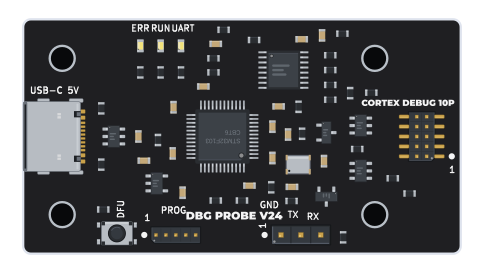 ERR RUN UART
USB-C 5V
CORTEX DEBUG 10P
1
DFU
1
PROG
DBG PROBE V24
GND
1
TX
RX